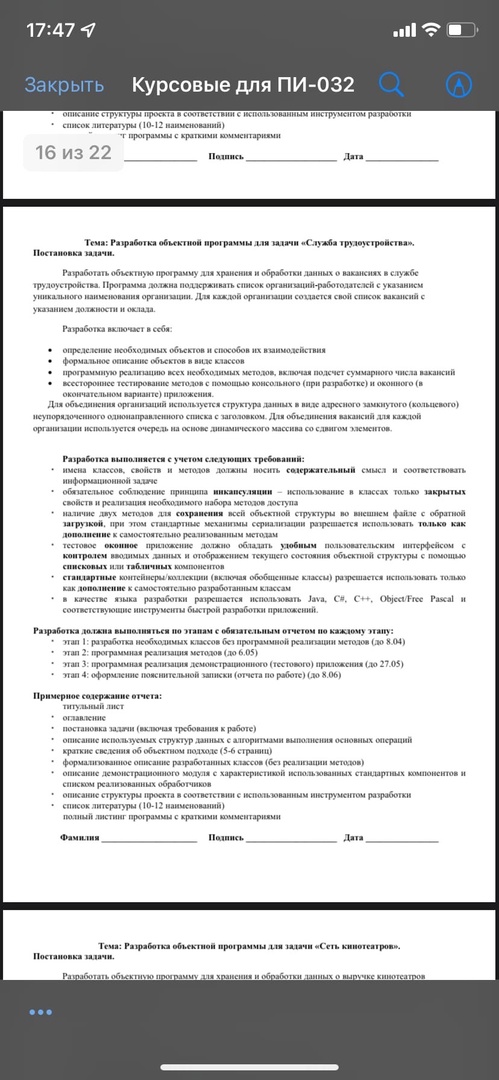 17:47
Закрыть
Курсовые для ПИ-032
описание структуры проекта в соответствии с использованным инструментом разработки
список литературы (10-12 наименований)
программы с краткими комментариями
16 из 22
Подпись ____________ Дата ____________
Тема: Разработка объектной программы для задачи «Служба трудоустройства».
Постановка задачи.
Разработать объектную программу для хранения и обработки данных о вакансиях в службе
трудоустройства. Программа должна поддерживать список организаций-работодателей с указанием
уникального наименования организации. Для каждой организации создается свой список вакансий с
указанием должности и оклада.
Разработка включает в себя:
• определение необходимых объектов и способов их взаимодействия
• формальное описание объектов в виде классов
• программную реализацию всех необходимых методов, включая подсчет суммарного числа вакансий
• всестороннее тестирование методов с помощью консольного (при разработке) и оконного (в
окончательном варианте) приложения.
Для объединения организаций используется структура данных в виде адресного замкнутого (кольцевого)
неупорядоченного однонаправленного списка с заголовком. Для объединения вакансий для каждой
организации используется очередь на основе динамического массива со сдвигом элементов.
Разработка выполняется с учетом следующих требований:
• имена классов, свойств и методов должны носить содержательный смысл и соответствовать
информационной задаче
• обязательное соблюдение принципа инкапсуляции – использование в классах только закрытых
свойств и реализация необходимого набора методов доступа
• наличие двух методов для сохранения всей объектной структуры во внешнем файле с обратной
загрузкой, при этом стандартные механизмы сериализации разрешается использовать только как
дополнение к самостоятельно реализованным методам
• тестовое оконное приложение должно обладать удобным пользовательским интерфейсом с
контролем вводимых данных и отображением текущего состояния объектной структуры с помощью
списковых или табличных компонентов
• стандартные контейнеры/коллекции (включая обобщенные классы) разрешается использовать только
как дополнение к самостоятельно разработанным классам
• в качестве языка разработки разрешается использовать Java, C#, C++, Object/Free Pascal и
соответствующие инструменты быстрой разработки приложений.
Разработка должна выполняться по этапам с обязательным отчетом по каждому этапу:
• этап 1: разработка необходимых классов без программной реализации методов (до 8.04)
• этап 2: программная реализация методов (до 6.05)
• этап 3: программная реализация демонстрационного (тестового) приложения (до 27.05)
• этап 4: оформление пояснительной записки (отчета по работе) (до 8.06)
Примерное содержание отчета:
титульный лист
• оглавление
• постановка задачи (включая требования к работе)
• описание используемых структур данных с алгоритмами выполнения основных операций
• краткие сведения об объектном подходе (5-6 страниц)
• формализованное описание разработанных классов (без реализации методов)
• описание демонстрационного модуля с характеристикой использованных стандартных компонентов и
списком реализованных обработчиков
• описание структуры проекта в соответствии с использованным инструментом разработки
• список литературы (10-12 наименований)
полный листинг программы с краткими комментариями
Фамилия ____________ Подпись ____________ Дата ____________
Тема: Разработка объектной программы для задачи «Сеть кинотеатров».
Постановка задачи.
Разработать объектную программу для хранения и обработки данных о выручке кинотеатров